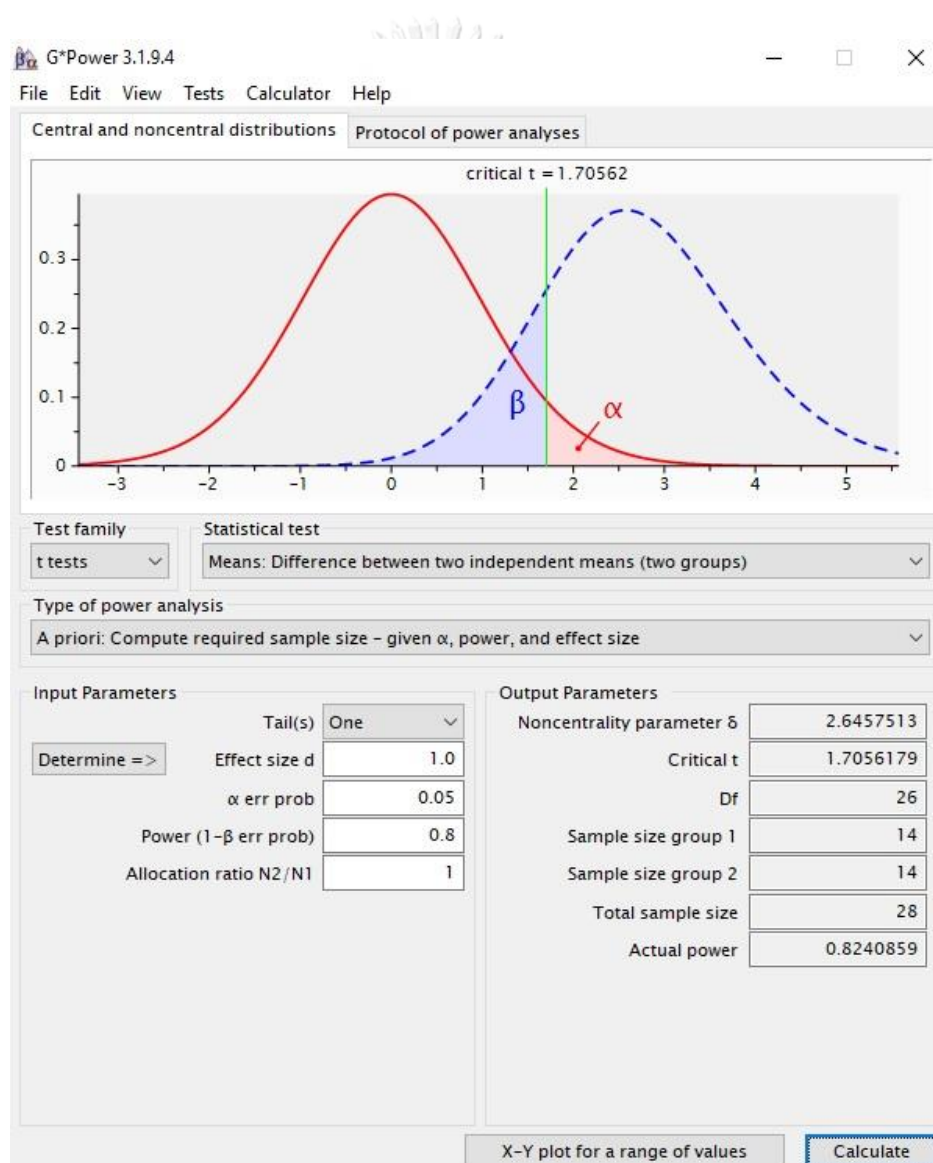 G*Power 3.1.9.4
File Edit View Tests Calculator Help
Central and noncentral distributions Protocol of power analyses
critical t = 1.70562
0.3
0.2
0.1
0
β
α
-3 -2 -1 0 1 2 3 4 5
Test family Statistical test
t tests Means: Difference between two independent means (two groups)
Type of power analysis
A priori: Compute required sample size - given α, power, and effect size
Input Parameters
Tail(s) One
Determine => Effect size d 1.0
α err prob 0.05
Power (1-β err prob) 0.8
Allocation ratio N2/N1 1
Output Parameters
Noncentrality parameter δ 2.6457513
Critical t 1.7056179
Df 26
Sample size group 1 14
Sample size group 2 14
Total sample size 28
Actual power 0.8240859
X-Y plot for a range of values Calculate